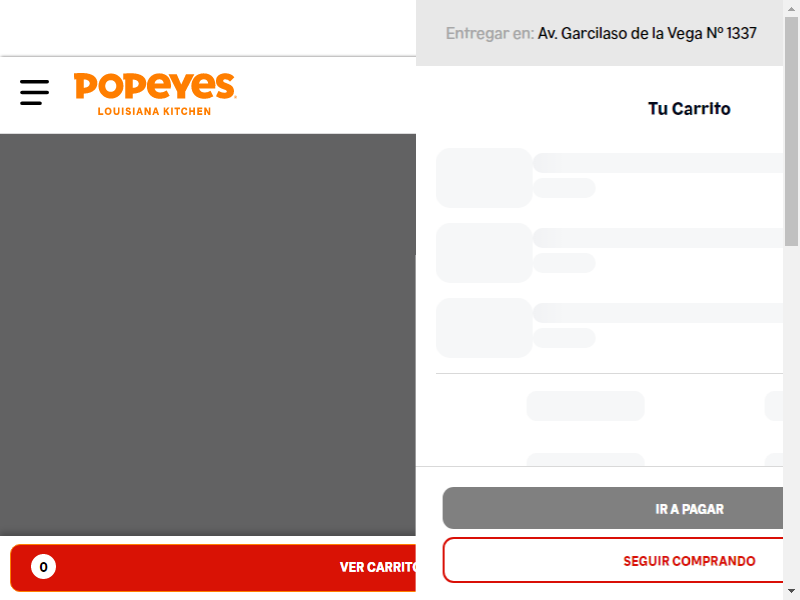 Entregar en: Av. Garcilaso de la Vega Nº 1337
POPEYES
LOUISIANA KITCHEN
Tu Carrito
IR A PAGAR
0
VER CARRITO
SEGUIR COMPRANDO